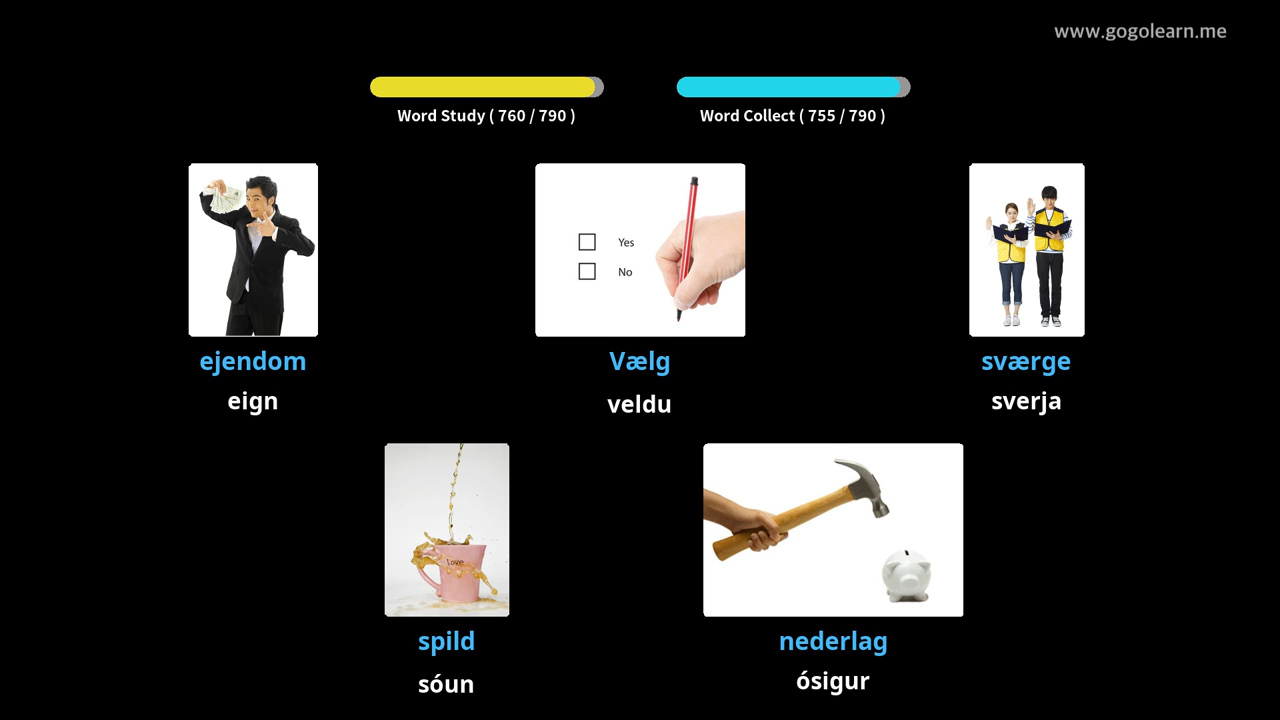 www.gogolearn.me
Word Study ( 760 / 790 )
Word Collect ( 755 / 790 )
Yes
No
ejendom
Vælg
sværge
eign
veldu
sverja
Love
spild
nederlag
sóun
ósigur